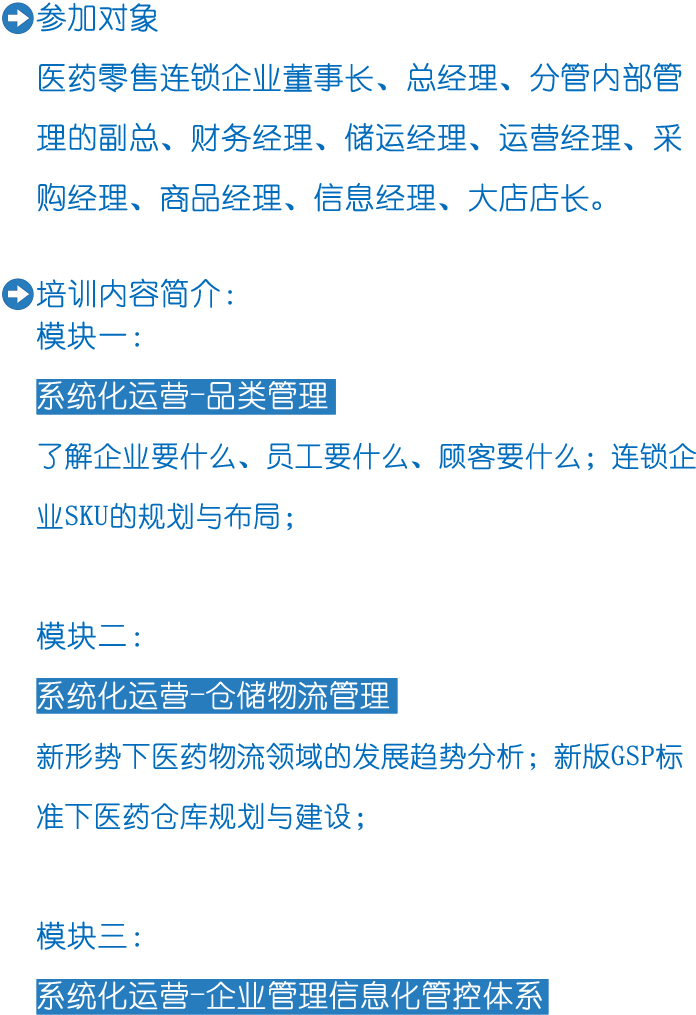 参加对象
医药零售连锁企业董事长、总经理、分管内部管
理的副总、财务经理、储运经理、运营经理、采
购经理、商品经理、信息经理、大店店长。
培训内容简介：
模块一：
系统化运营-品类管理
了解企业要什么、员工要什么、顾客要什么；连锁企
业SKU的规划与布局；
模块二：
系统化运营-仓储物流管理
新形势下医药物流领域的发展趋势分析；新版GSP标
准下医药仓库规划与建设；
模块三：
系统化运营-企业管理信息化管控体系